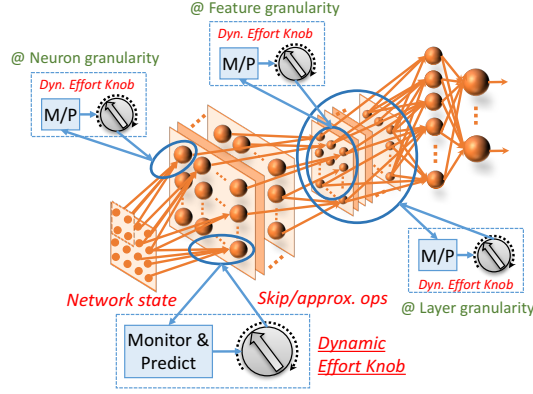 @ Feature granularity
Dyn. Effort Knob
M/P
@ Neuron granularity
Dyn. Effort Knob
M/P
M/P
Dyn. Effort Knob
@ Layer granularity
Network state
Skip/approx. ops
Monitor &
Predict
Dynamic
Effort Knob